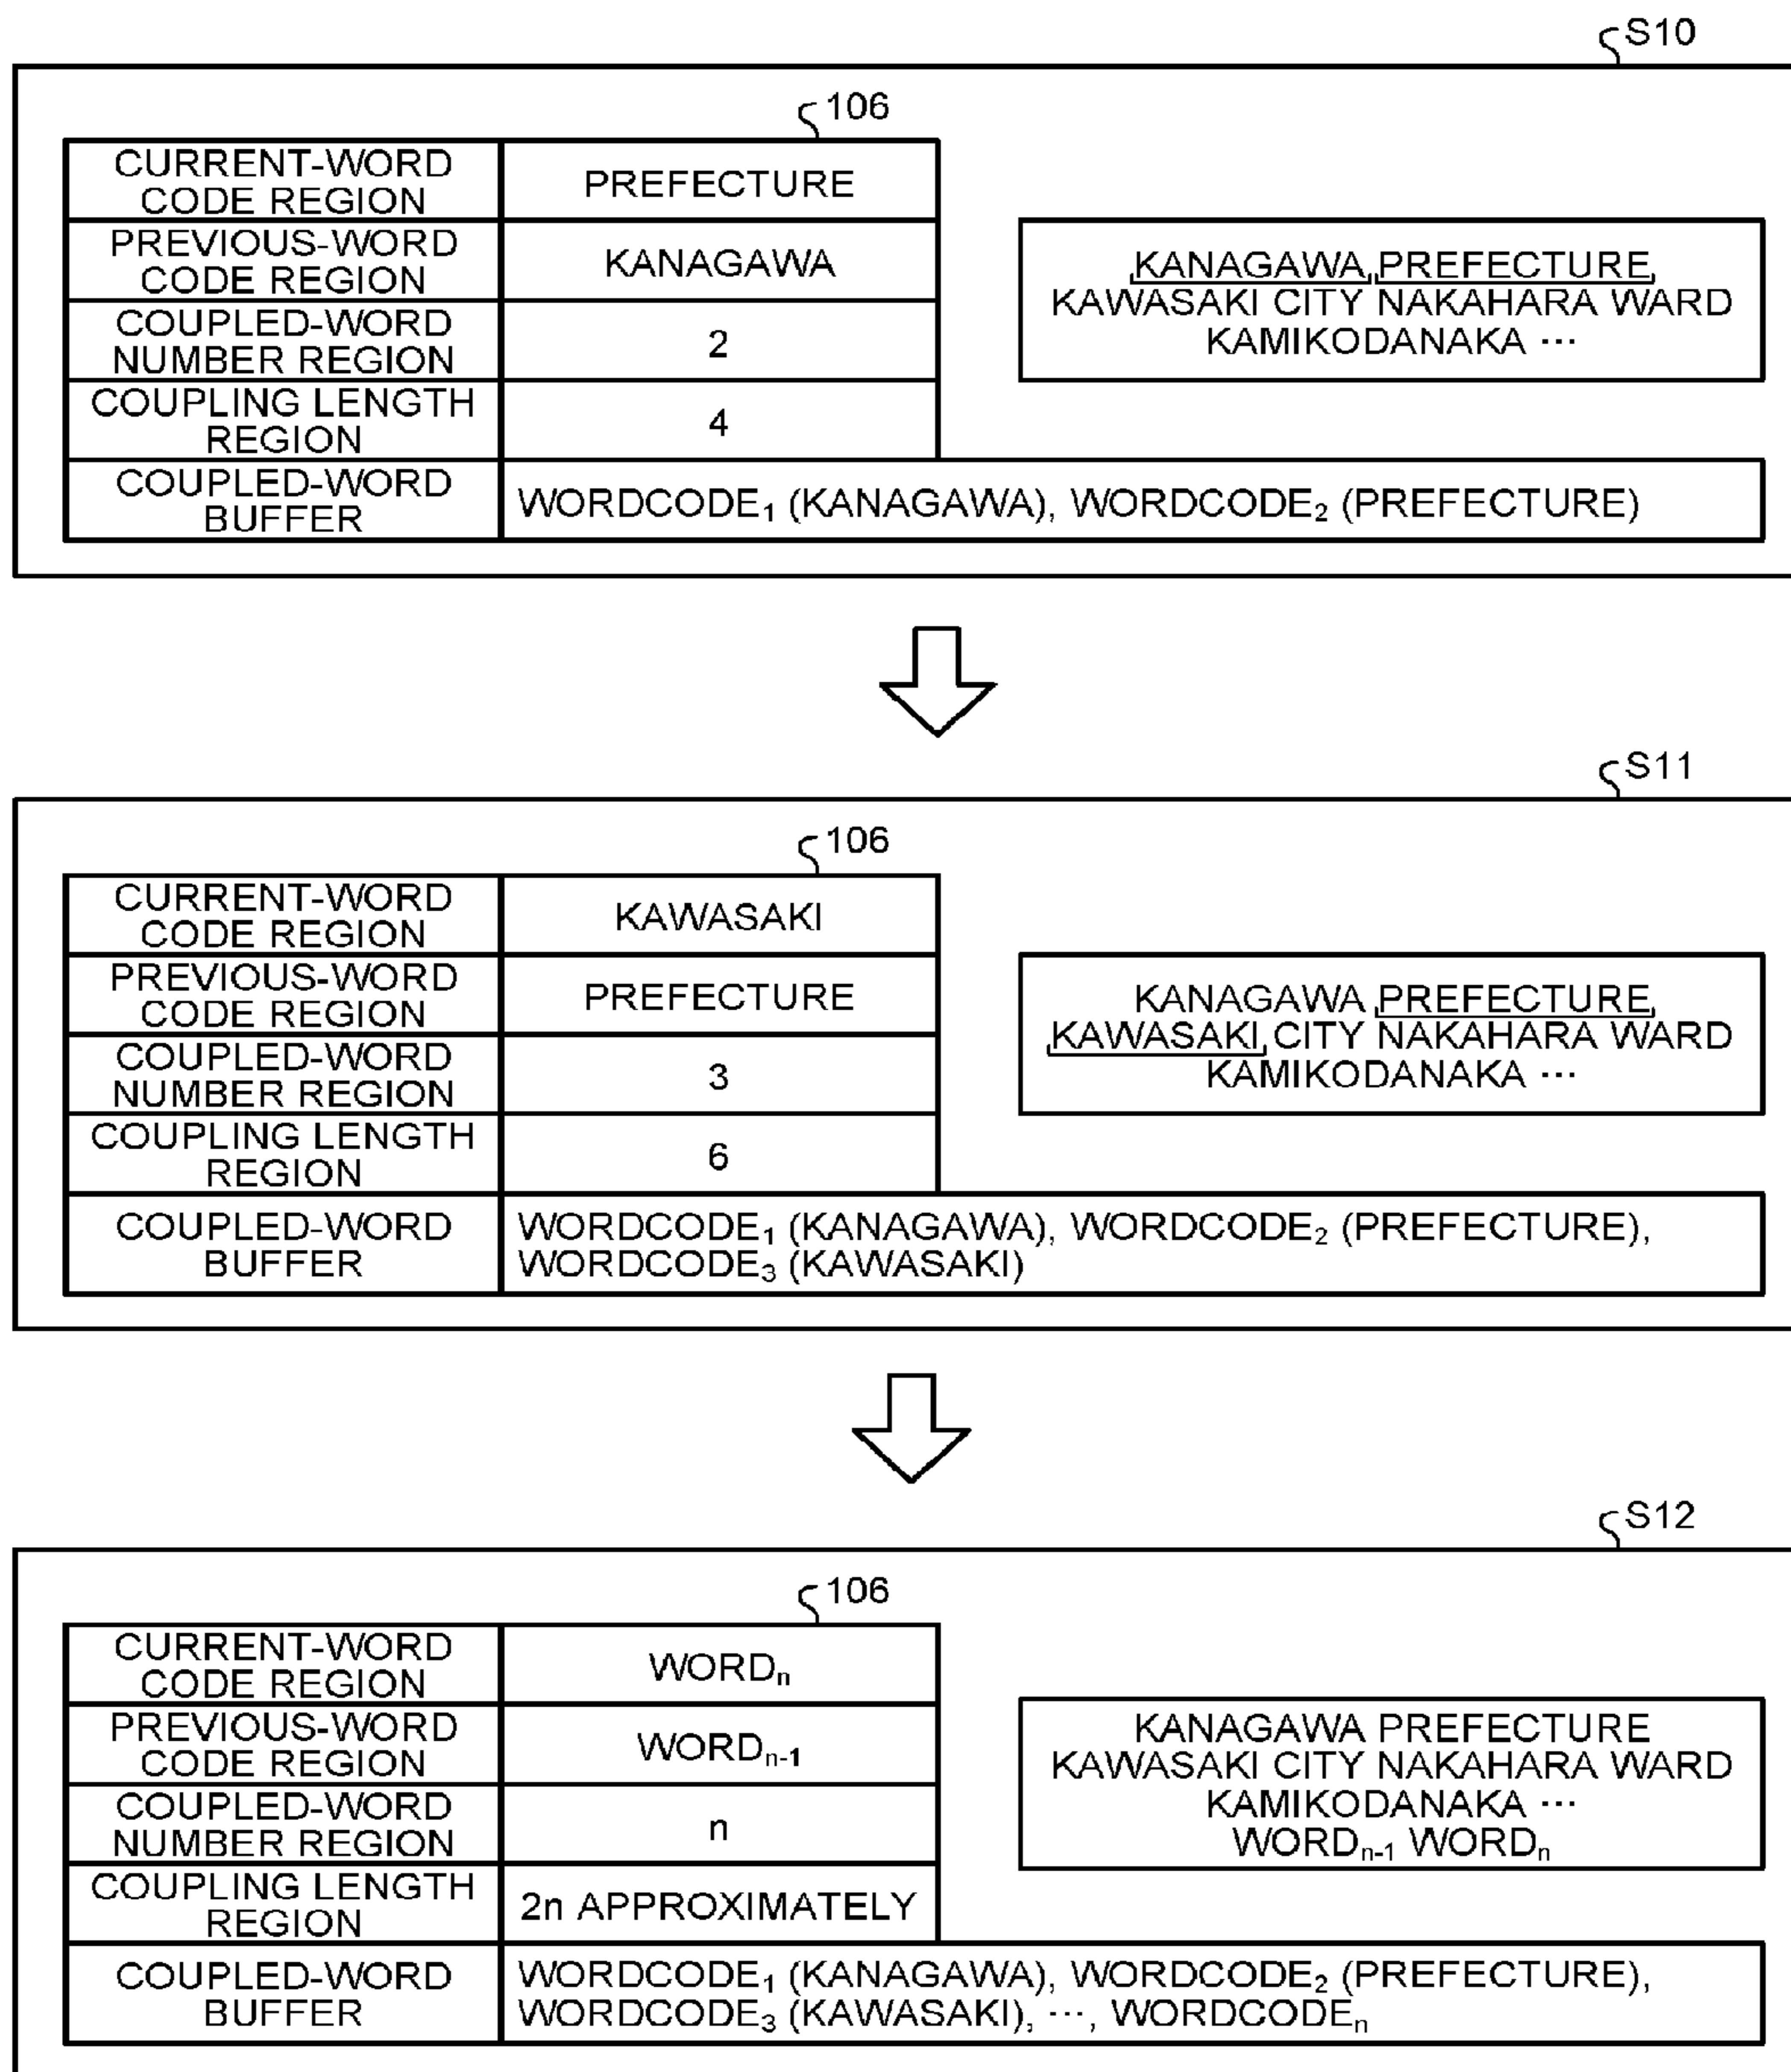 S10
106
CURRENT-WORD
CODE REGION
PREFECTURE
PREVIOUS-WORD
CODE REGION
KANAGAWA
COUPLED-WORD
NUMBER REGION
2
COUPLING LENGTH
REGION
4
COUPLED-WORD
BUFFER
WORDCODE₁ (KANAGAWA), WORDCODE₂ (PREFECTURE)
KANAGAWA PREFECTURE
KAWASAKI CITY NAKAHARA WARD
KAMIKODANAKA ⋯
S11
106
CURRENT-WORD
CODE REGION
KAWASAKI
PREVIOUS-WORD
CODE REGION
PREFECTURE
COUPLED-WORD
NUMBER REGION
3
COUPLING LENGTH
REGION
6
COUPLED-WORD
BUFFER
WORDCODE₁ (KANAGAWA), WORDCODE₂ (PREFECTURE),
WORDCODE₃ (KAWASAKI)
KANAGAWA PREFECTURE
KAWASAKI CITY NAKAHARA WARD
KAMIKODANAKA ⋯
S12
106
CURRENT-WORD
CODE REGION
WORDₙ
PREVIOUS-WORD
CODE REGION
WORDₙ₋₁
COUPLED-WORD
NUMBER REGION
n
COUPLING LENGTH
REGION
2n APPROXIMATELY
COUPLED-WORD
BUFFER
WORDCODE₁ (KANAGAWA), WORDCODE₂ (PREFECTURE),
WORDCODE₃ (KAWASAKI), ⋯, WORDCODEₙ
KANAGAWA PREFECTURE
KAWASAKI CITY NAKAHARA WARD
KAMIKODANAKA ⋯
WORDₙ₋₁ WORDₙ